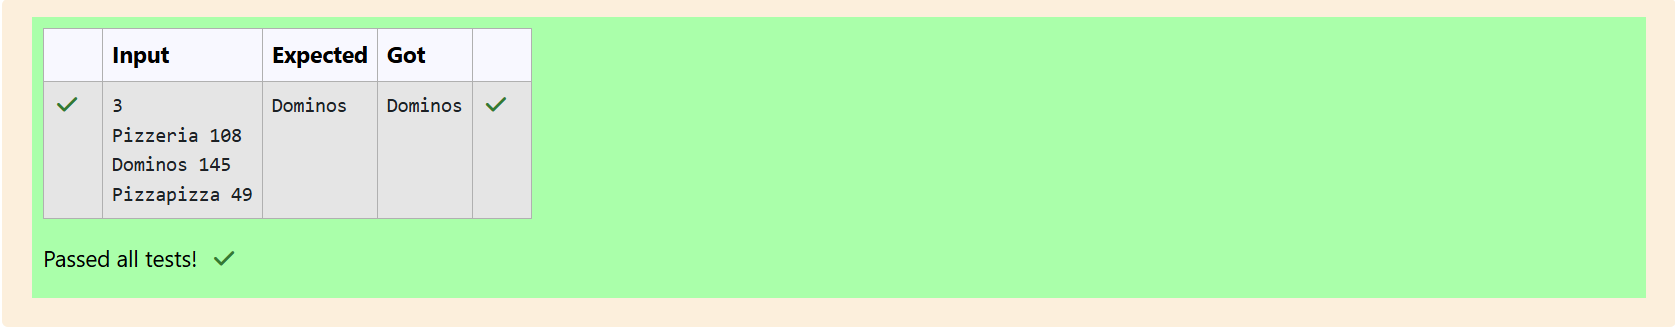 Input Expected Got
3 Dominos Dominos
Pizzeria 108
Dominos 145
Pizzapizza 49
Passed all tests!